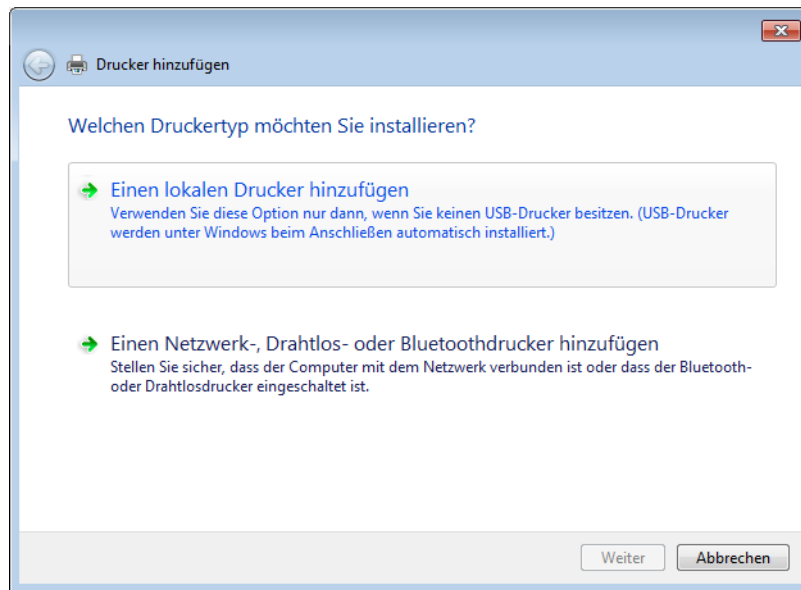 Drucker hinzufügen
Welchen Druckertyp möchten Sie installieren?
Einen lokalen Drucker hinzufügen
Verwenden Sie diese Option nur dann, wenn Sie keinen USB-Drucker besitzen. (USB-Drucker
werden unter Windows beim Anschließen automatisch installiert.)
Einen Netzwerk-, Drahtlos- oder Bluetoothdrucker hinzufügen
Stellen Sie sicher, dass der Computer mit dem Netzwerk verbunden ist oder dass der Bluetooth-
oder Drahtlosdrucker eingeschaltet ist.
Weiter
Abbrechen